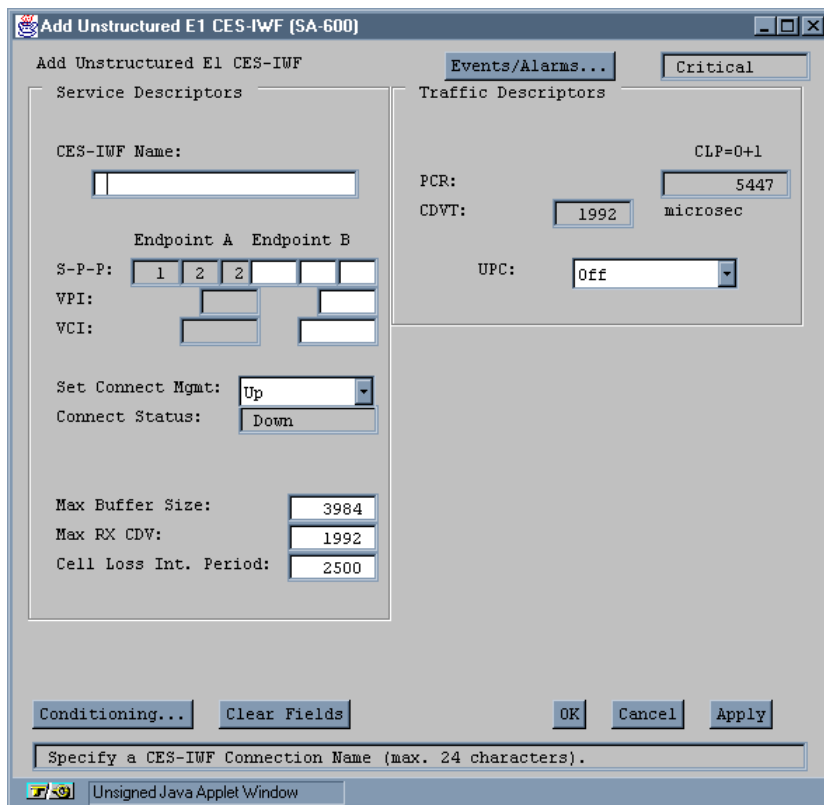 Add Unstructured E1 CES-IWF (SA-600)
Add Unstructured E1 CES-IWF
Events/Alarms...
Critical
Service Descriptors
CES-IWF Name:
Endpoint A Endpoint B
S-P-P: 1 2 2
VPI:
VCI:
Set Connect Mgmt: Up
Connect Status: Down
Max Buffer Size: 3984
Max RX CDV: 1992
Cell Loss Int. Period: 2500
Traffic Descriptors
CLP=0+1
PCR: 5447
CDVT: 1992 microsec
UPC: Off
Conditioning... Clear Fields OK Cancel Apply
Specify a CES-IWF Connection Name (max. 24 characters).
Unsigned Java Applet Window